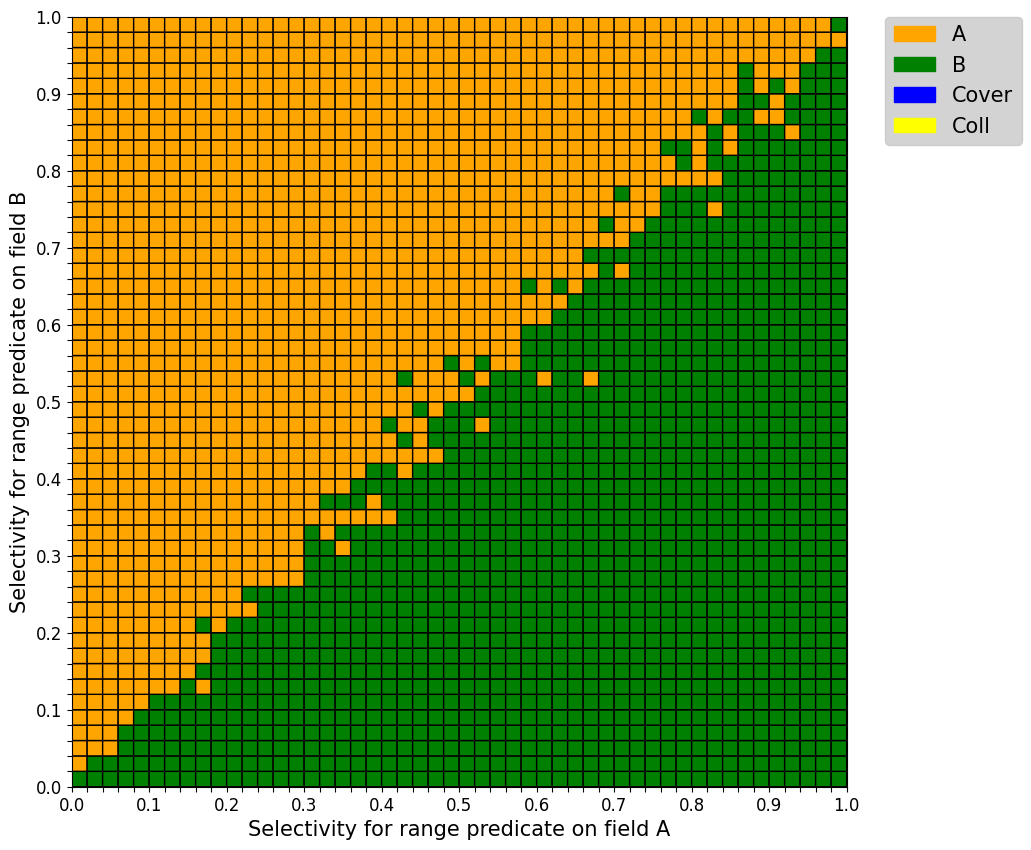 1.0
0.9
0.8
0.7
0.6
0.5
0.4
0.3
0.2
0.1
0.0
Selectivity for range predicate on field B
0.0 0.1 0.2 0.3 0.4 0.5 0.6 0.7 0.8 0.9 1.0
Selectivity for range predicate on field A
A
B
Cover
Coll